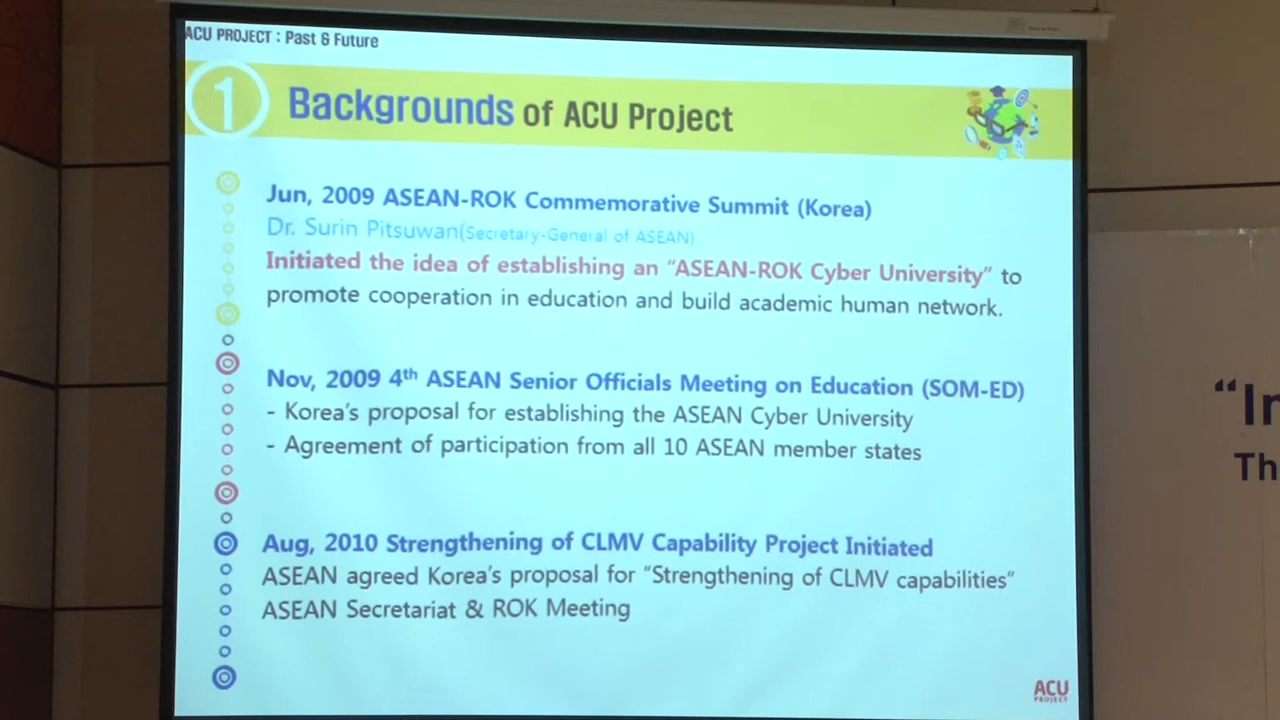 ACU PROJECT : Past & Future
1
Backgrounds of ACU Project
Jun, 2009 ASEAN-ROK Commemorative Summit (Korea)
Dr. Surin Pitsuwan(Secretary-General of ASEAN)
Initiated the idea of establishing an “ASEAN-ROK Cyber University” to
promote cooperation in education and build academic human network.
Nov, 2009 4th ASEAN Senior Officials Meeting on Education (SOM-ED)
- Korea’s proposal for establishing the ASEAN Cyber University
- Agreement of participation from all 10 ASEAN member states
Aug, 2010 Strengthening of CLMV Capability Project Initiated
ASEAN agreed Korea’s proposal for “Strengthening of CLMV capabilities”
ASEAN Secretariat & ROK Meeting
ACU
PROJECT
“In
Th